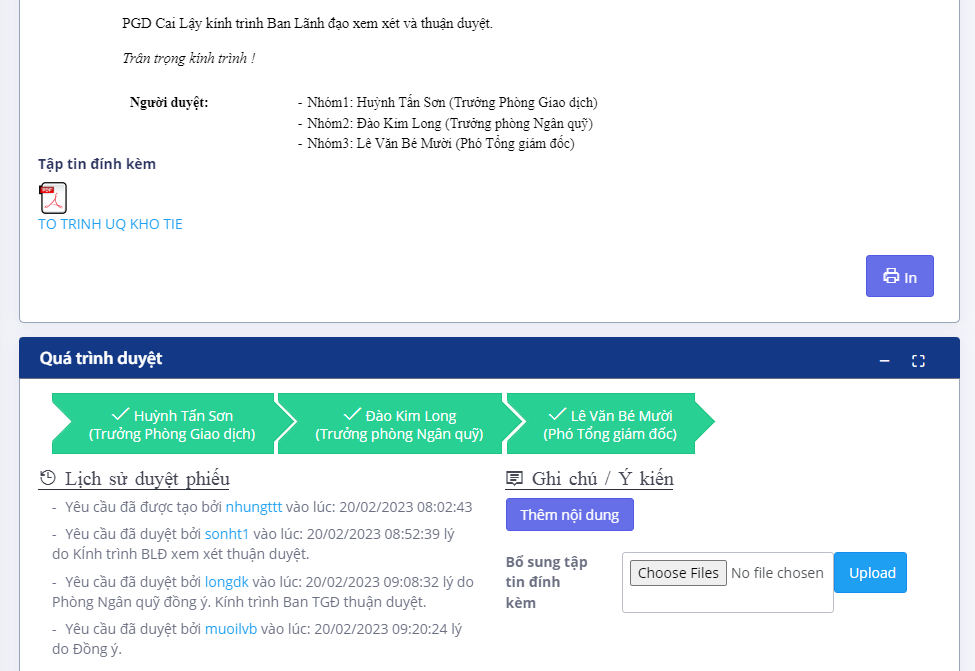 PGD Cai Lậy kính trình Ban Lãnh đạo xem xét và thuận duyệt.
Trân trọng kính trình !
Người duyệt:
- Nhóm1: Huỳnh Tấn Sơn (Trưởng Phòng Giao dịch)
- Nhóm2: Đào Kim Long (Trưởng phòng Ngân quỹ)
- Nhóm3: Lê Văn Bé Mười (Phó Tổng giám đốc)
Tập tin đính kèm
PDF
TO TRINH UQ KHO TIE
In
Quá trình duyệt
Huỳnh Tấn Sơn
(Trưởng Phòng Giao dịch)
Đào Kim Long
(Trưởng phòng Ngân quỹ)
Lê Văn Bé Mười
(Phó Tổng giám đốc)
Lịch sử duyệt phiếu
- Yêu cầu đã được tạo bởi nhungttt vào lúc: 20/02/2023 08:02:43
- Yêu cầu đã duyệt bởi sonht1 vào lúc: 20/02/2023 08:52:39 lý
do KÍnh trình BLĐ xem xét thuận duyệt.
- Yêu cầu đã duyệt bởi longdk vào lúc: 20/02/2023 09:08:32 lý do
Phòng Ngân quỹ đồng ý. Kính trình Ban TGĐ thuận duyệt.
- Yêu cầu đã duyệt bởi muoilvb vào lúc: 20/02/2023 09:20:24 lý
do Đồng ý.
Ghi chú / Ý kiến
Thêm nội dung
Bổ sung tập
tin đính
kèm
Choose Files No file chosen
Upload